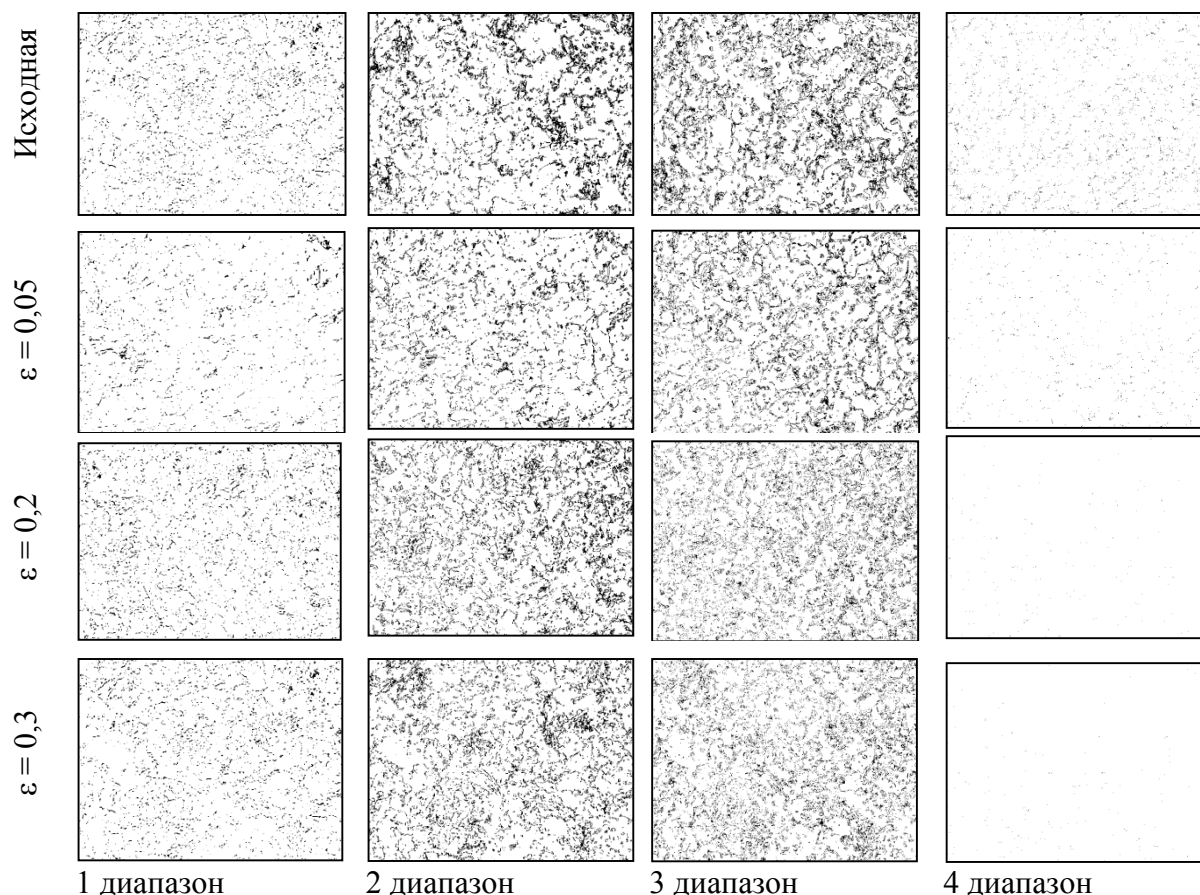 Исходная
ε = 0,05
ε = 0,2
ε = 0,3
1 диапазон
2 диапазон
3 диапазон
4 диапазон